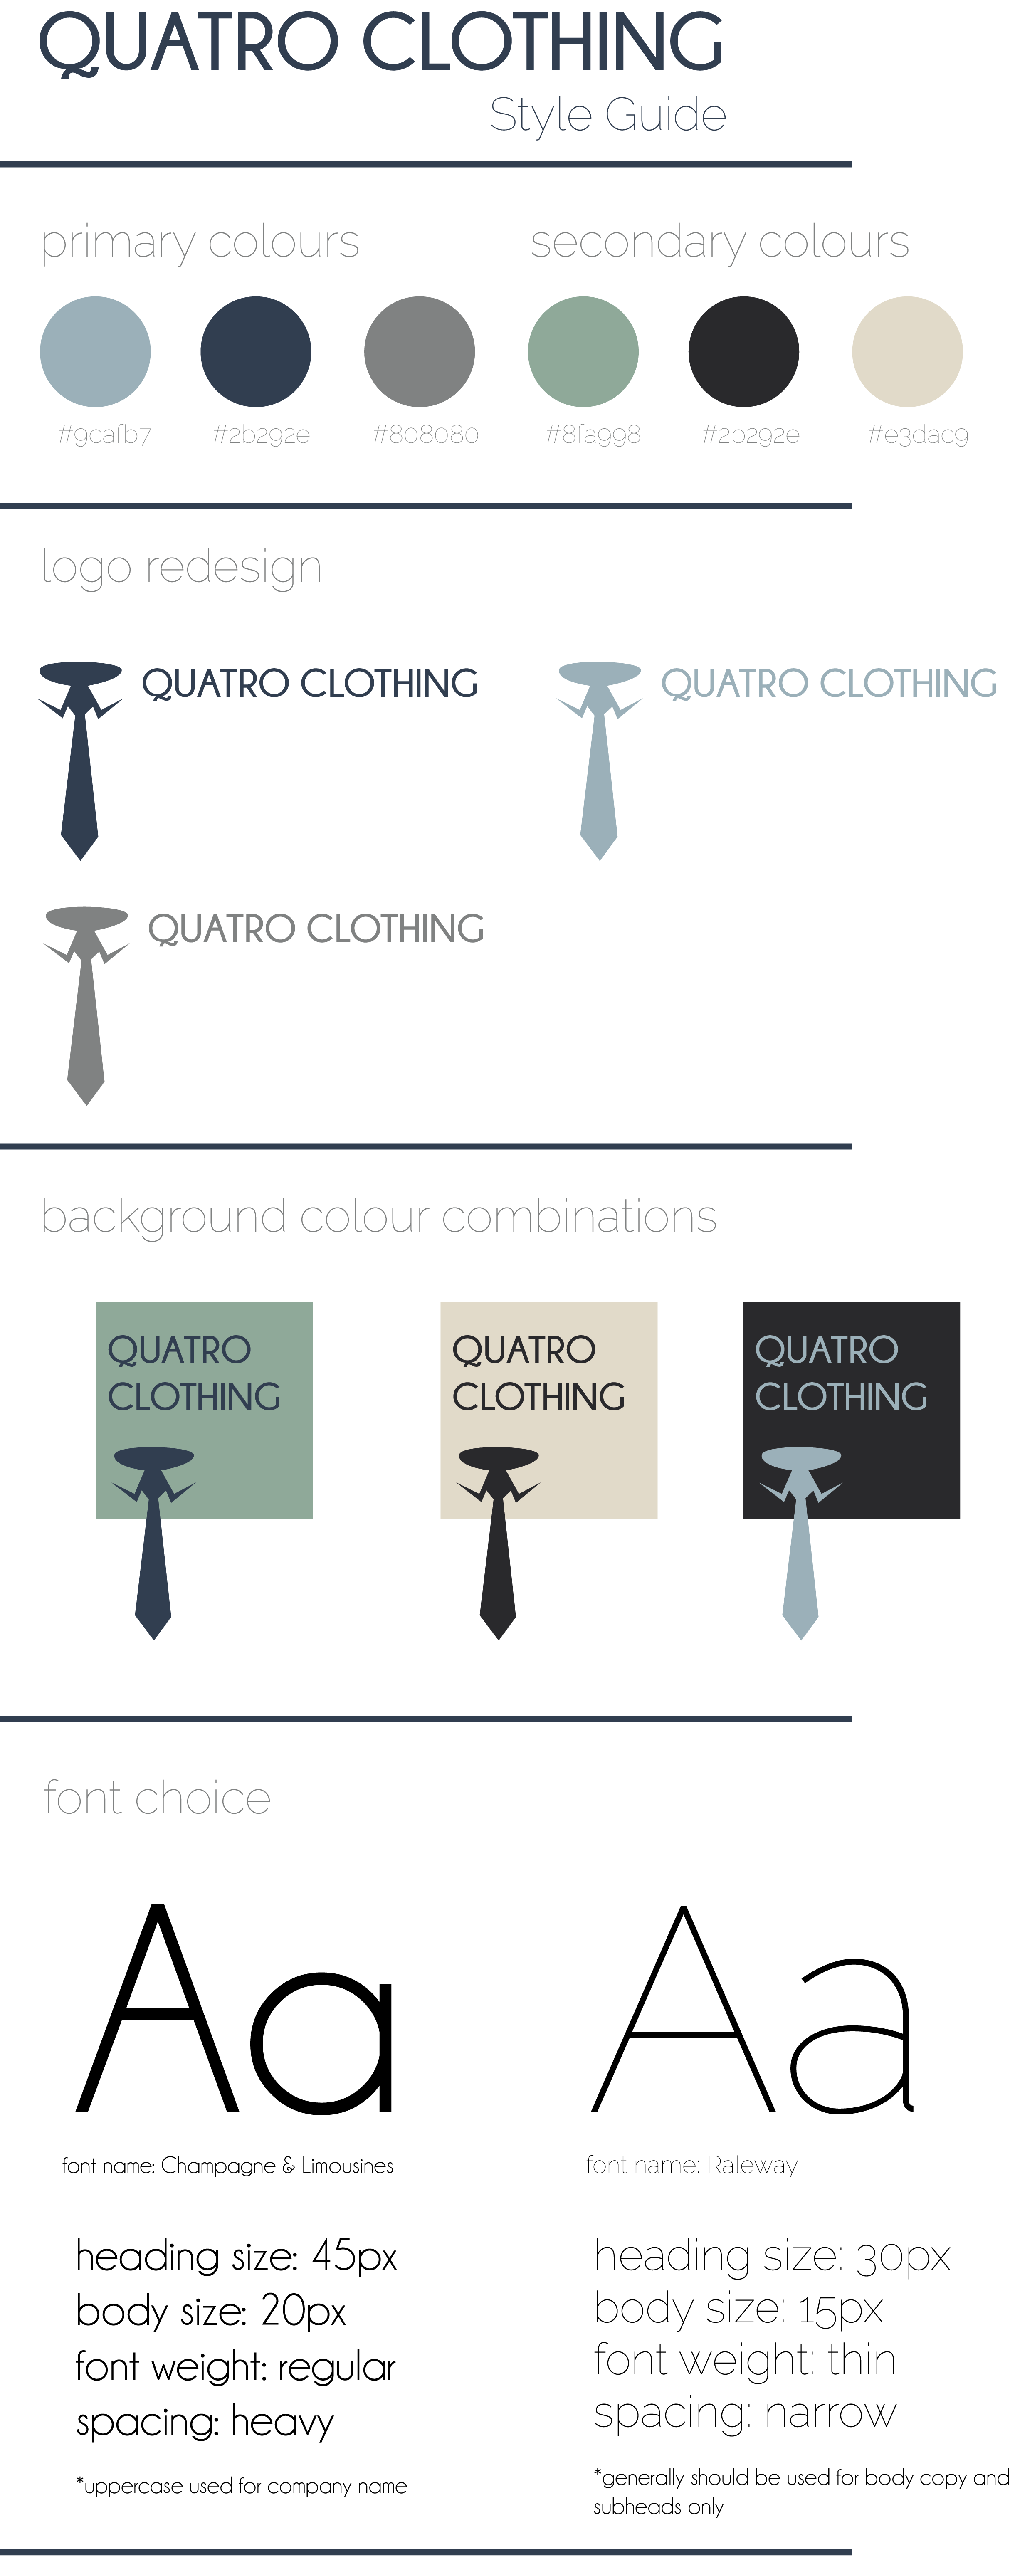 QUATRO CLOTHING
Style Guide
primary colours
secondary colours
#9cafb7
#2b292e
#808080
#8fa998
#2b292e
#e3dac9
logo redesign
QUATRO CLOTHING
QUATRO CLOTHING
QUATRO CLOTHING
background colour combinations
QUATRO
CLOTHING
QUATRO
CLOTHING
QUATRO
CLOTHING
font choice
Aa
Aa
font name: Champagne & Limousines
font name: Raleway
heading size: 45px
body size: 20px
font weight: regular
spacing: heavy
*uppercase used for company name
heading size: 30px
body size: 15px
font weight: thin
spacing: narrow
*generally should be used for body copy and
subheads only